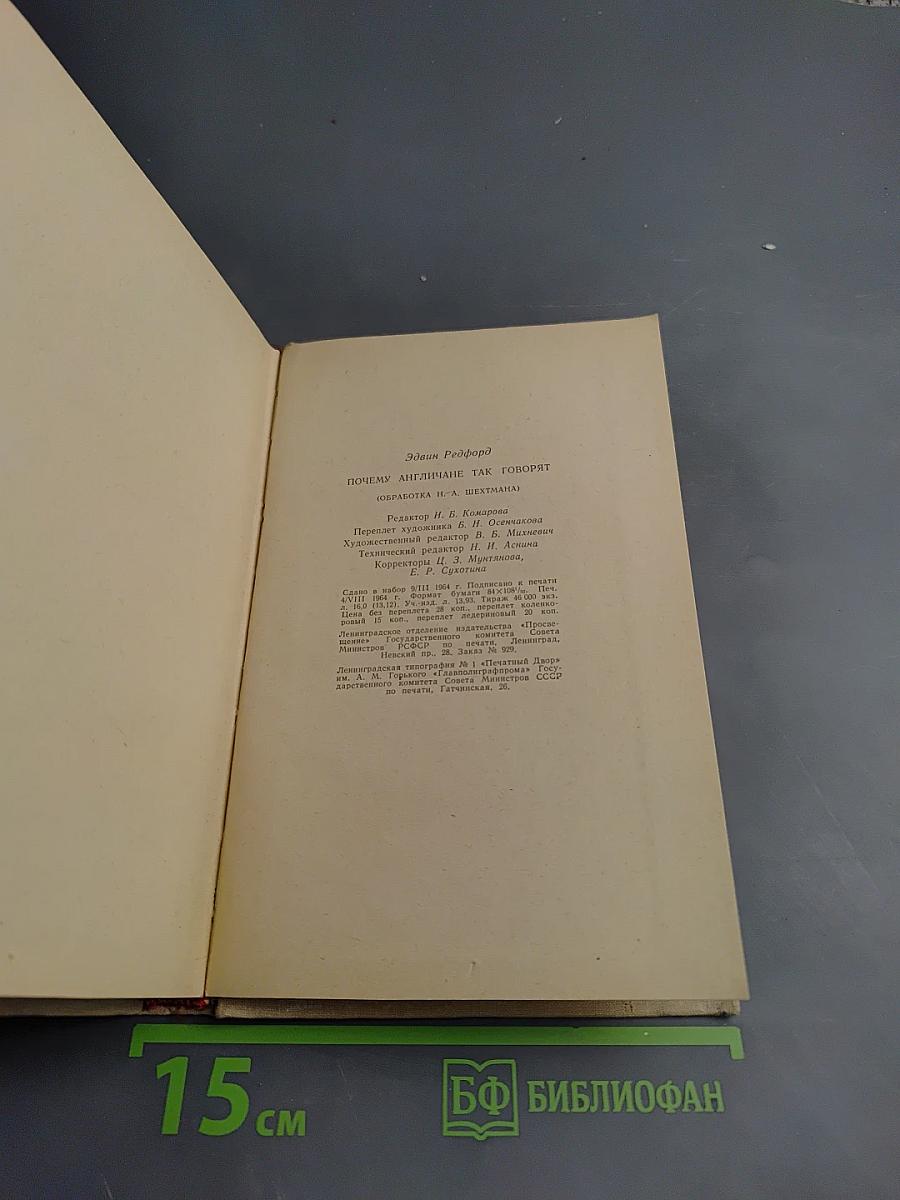 Эдвин Редфорд
ПОЧЕМУ АНГЛИЧАНЕ ТАК ГОВОРЯТ
(ОБРАБОТКА Н. А. ШЕХТМАНА)
Редактор Н. Б. Комарова
Переплет художника Б. Н. Осенчакова
Художественный редактор В. Б. Михневич
Технический редактор Н. И. Аснина
Корректоры Ц. З. Мунтянова,
Е. Р. Сухотина
Сдано в набор 9/III 1964 г. Подписано к печати
4/VIII 1964 г. Формат бумаги 84×108¹/₃₂. Печ.
л. 16,0 (13,12). Уч.-изд. л. 13,93. Тираж 46 000 экз.
Цена без переплета 28 коп., переплет коленко-
ровый 15 коп., переплет ледериновый 20 коп.
Ленинградское отделение издательства «Просве-
щение» Государственного комитета Совета
Министров РСФСР по печати, Ленинград,
Невский пр., 28. Заказ № 929.
Ленинградская типография № 1 «Печатный Двор»
им. А. М. Горького «Главполиграфпрома» Госу-
дарственного комитета Совета Министров СССР
по печати, Гатчинская, 26.
15 см
БФ БИБЛИОФАН